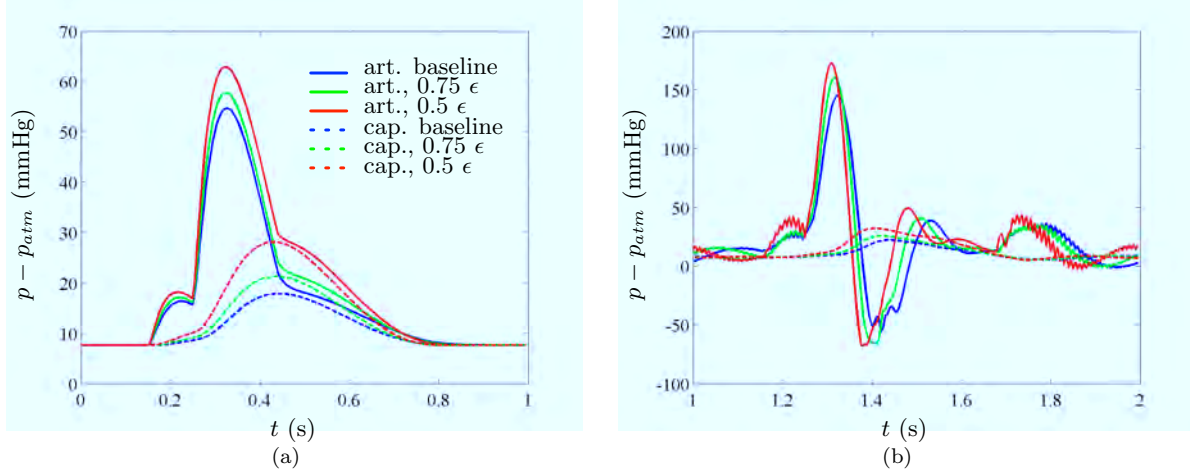 70
60
50
40
30
20
10
0
0
0.2
0.4
0.6
0.8
1
p − p_atm (mmHg)
t (s)
art. baseline
art., 0.75 ϵ
art., 0.5 ϵ
cap. baseline
cap., 0.75 ϵ
cap., 0.5 ϵ
(a)
200
150
100
50
0
-50
-100
1
1.2
1.4
1.6
1.8
2
p − p_atm (mmHg)
t (s)
(b)